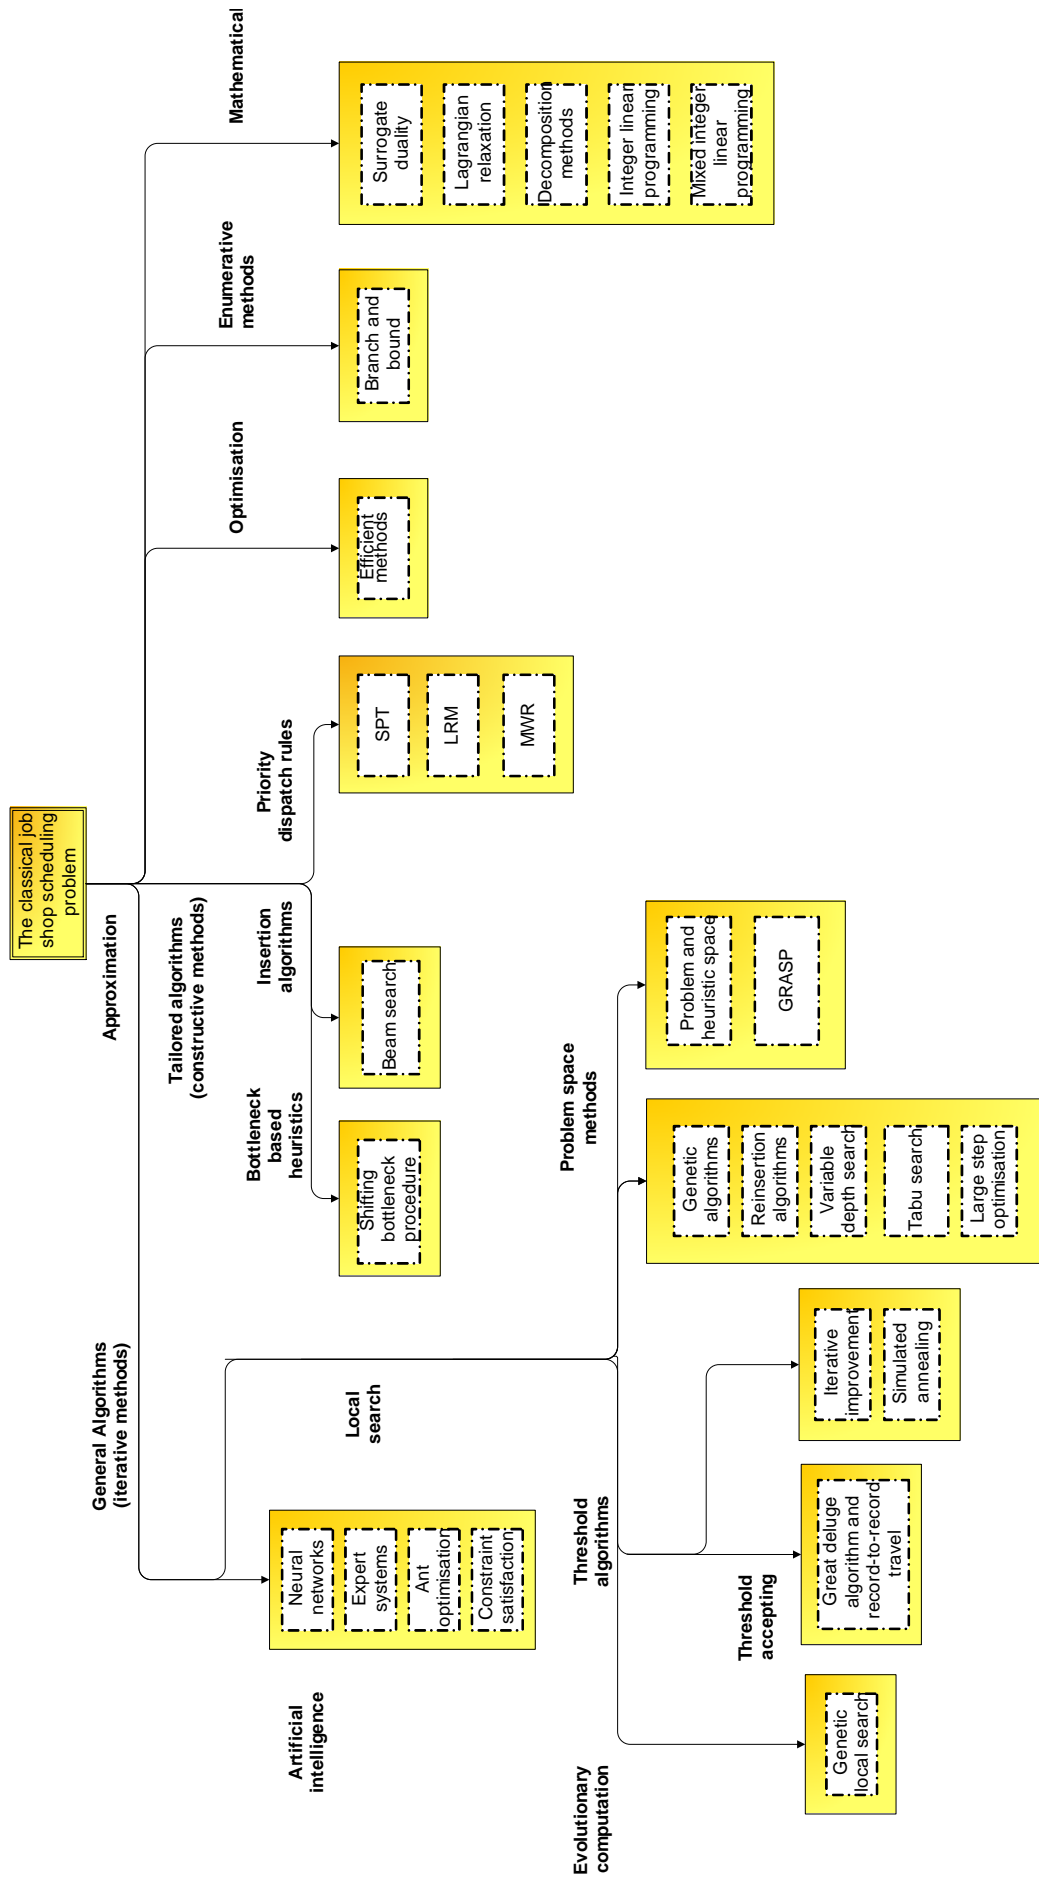 The classical job
shop scheduling
problem
Approximation
General Algorithms
(iterative methods)
Tailored algorithms
(constructive methods)
Optimisation
Enumerative
methods
Mathematical
Artificial
intelligence
Neural
networks
Expert
systems
Ant
optimisation
Constraint
satisfaction
Local
search
Bottleneck
based
heuristics
Shifting
bottleneck
procedure
Insertion
algorithms
Beam search
Priority
dispatch rules
SPT
LRM
MWR
Efficient
methods
Branch and
bound
Surrogate
duality
Lagrangian
relaxation
Decomposition
methods
Integer linear
programming
Mixed integer
linear
programming
Evolutionary
computation
Genetic
local search
Threshold
algorithms
Threshold
accepting
Great deluge
algorithm and
record-to-record
travel
Iterative
improvement
Simulated
annealing
Genetic
algorithms
Reinsertion
algorithms
Variable
depth search
Tabu search
Large step
optimisation
Problem space
methods
Problem and
heuristic space
GRASP